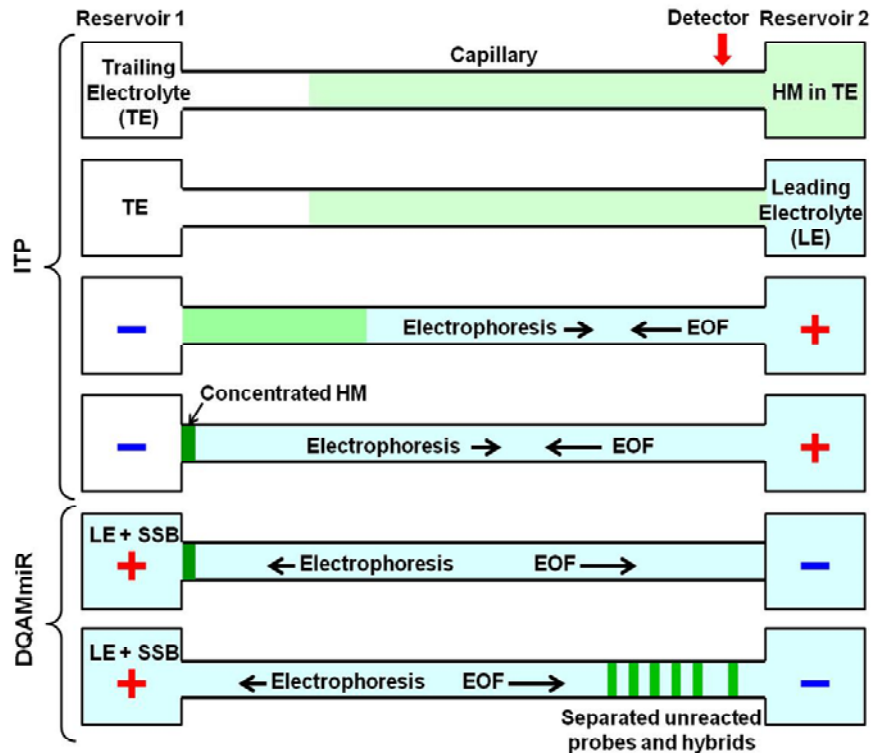 Reservoir 1
Detector
Reservoir 2
Trailing
Electrolyte
(TE)
Capillary
HM in TE
TE
Leading
Electrolyte
(LE)
ITP
−
Electrophoresis
EOF
+
Concentrated HM
−
Electrophoresis
EOF
+
LE + SSB
+
Electrophoresis
EOF
−
DQAMmiR
LE + SSB
+
Electrophoresis
EOF
−
Separated unreacted
probes and hybrids